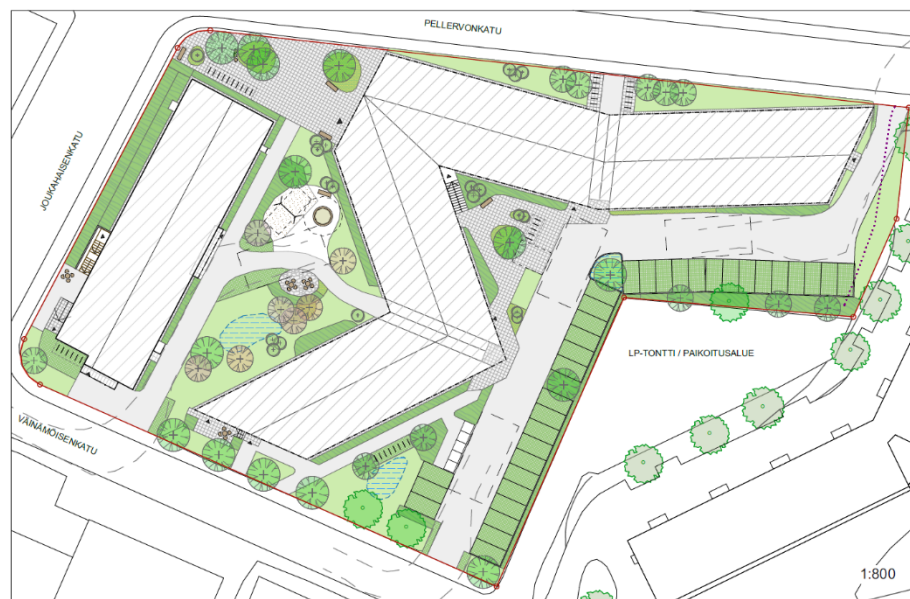 PELLERVONKATU
JOUKAHAISENKATU
LP-TONTTI / PAIKOITUSALUE
VÄINÄMÖISENKATU
1:800